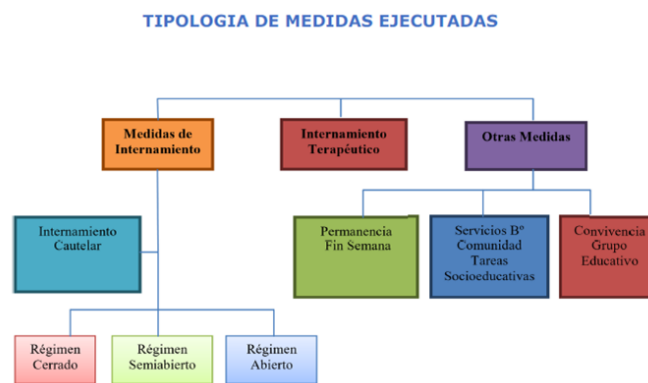 TIPOLOGIA DE MEDIDAS EJECUTADAS
Medidas de
Internamiento
Internamiento
Terapéutico
Otras Medidas
Internamiento
Cautelar
Permanencia
Fin Semana
Servicios Bº
Comunidad
Tareas
Socioeducativas
Convivencia
Grupo
Educativo
Régimen
Cerrado
Régimen
Semiabierto
Régimen
Abierto